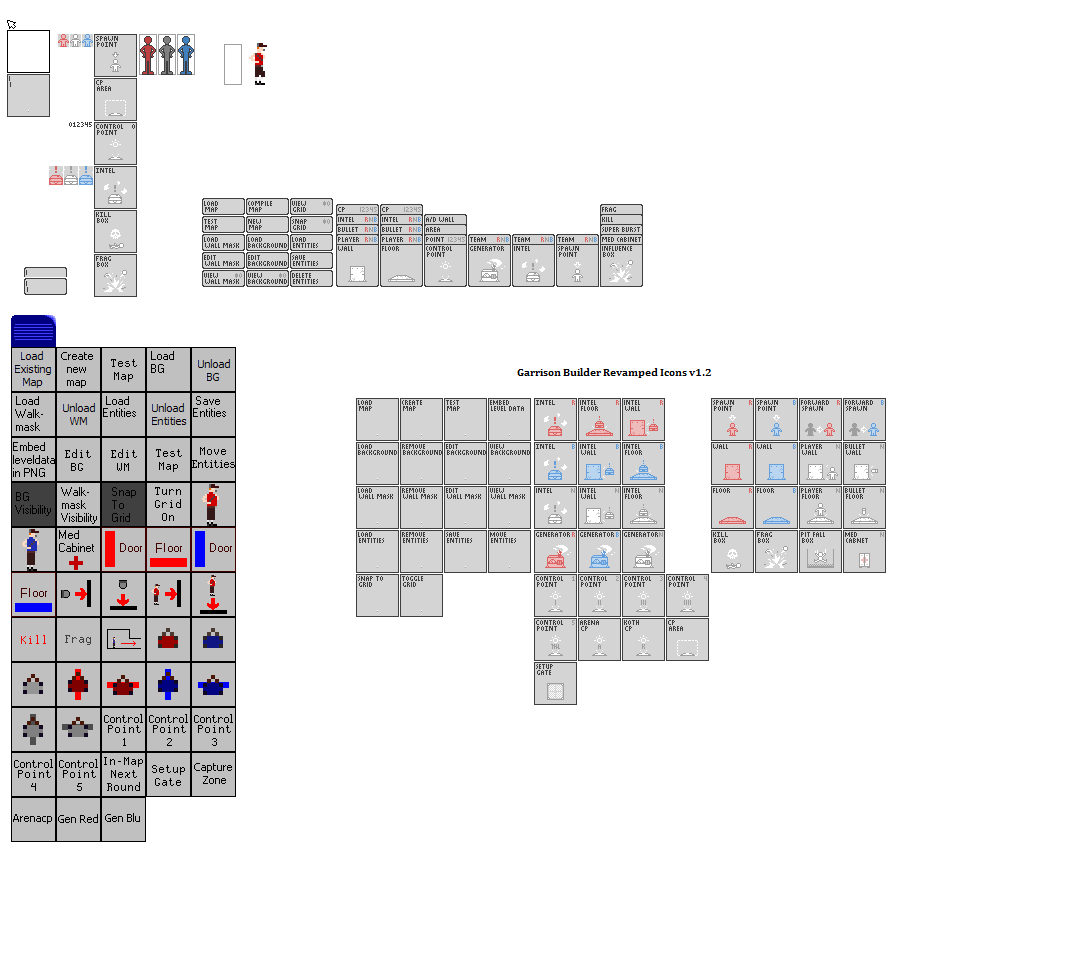 SPAWN
POINT
CP
AREA
012345
CONTROL 0
POINT
INTEL
KILL
BOX
FRAG
BOX
LOAD
MAP
COMPILE
MAP
VIEW
GRID
TEST
MAP
NEW
MAP
SNAP
GRID
LOAD
WALL MASK
LOAD
BACKGROUND
LOAD
ENTITIES
EDIT
WALL MASK
EDIT
BACKGROUND
SAVE
ENTITIES
VIEW
WALL MASK
VIEW
BACKGROUND
DELETE
ENTITIES
CP 12345
INTEL RNB
BULLET RNB
PLAYER RNB
WALL
CP 12345
INTEL RNB
BULLET RNB
PLAYER RNB
FLOOR
A/D WALL
AREA
POINT 12345
CONTROL
POINT
TEAM RNB
GENERATOR
TEAM RNB
INTEL
TEAM RNB
SPAWN
POINT
FRAG
KILL
SUPER BURST
MED CABINET
INFLUENCE
BOX
Load
Existing
Map
Create
new
map
Test
Map
Load
BG
Unload
BG
Load
Walk-
mask
Unload
WM
Load
Entities
Unload
Entities
Save
Entities
Embed
leveldata
in PNG
Edit
BG
Edit
WM
Test
Map
Move
Entities
BG
Visibility
Walk-
mask
Visibility
Snap
To
Grid
Turn
Grid
On
Med
Cabinet
Door
Floor
Door
Floor
Kill
Frag
Control
Point
1
Control
Point
2
Control
Point
3
Control
Point
4
Control
Point
5
In-Map
Next
Round
Setup
Gate
Capture
Zone
Arenacp
Gen Red
Gen Blu
Garrison Builder Revamped Icons v1.2
LOAD
MAP
CREATE
MAP
TEST
MAP
EMBED
LEVEL DATA
INTEL R
INTEL R
FLOOR
INTEL R
WALL
LOAD
BACKGROUND
REMOVE
BACKGROUND
EDIT
BACKGROUND
VIEW
BACKGROUND
INTEL B
INTEL B
WALL
INTEL B
FLOOR
LOAD
WALL MASK
REMOVE
WALL MASK
EDIT
WALL MASK
VIEW
WALL MASK
INTEL N
INTEL N
WALL
INTEL N
FLOOR
LOAD
ENTITIES
REMOVE
ENTITIES
SAVE
ENTITIES
MOVE
ENTITIES
GENERATOR R
GENERATOR B
GENERATOR N
SNAP TO
GRID
TOGGLE
GRID
CONTROL 1
POINT
CONTROL 2
POINT
CONTROL 3
POINT
CONTROL 4
POINT
CONTROL 5
POINT
ARENA
CP
A
KOTH
CP
K
CP
AREA
SETUP
GATE
SPAWN R
POINT
SPAWN B
POINT
FORWARD R
SPAWN
FORWARD B
SPAWN
WALL R
WALL B
PLAYER N
WALL
BULLET N
WALL
FLOOR R
FLOOR B
PLAYER N
FLOOR
BULLET N
FLOOR
KILL
BOX
FRAG
BOX
PIT FALL
BOX
MED N
CABINET